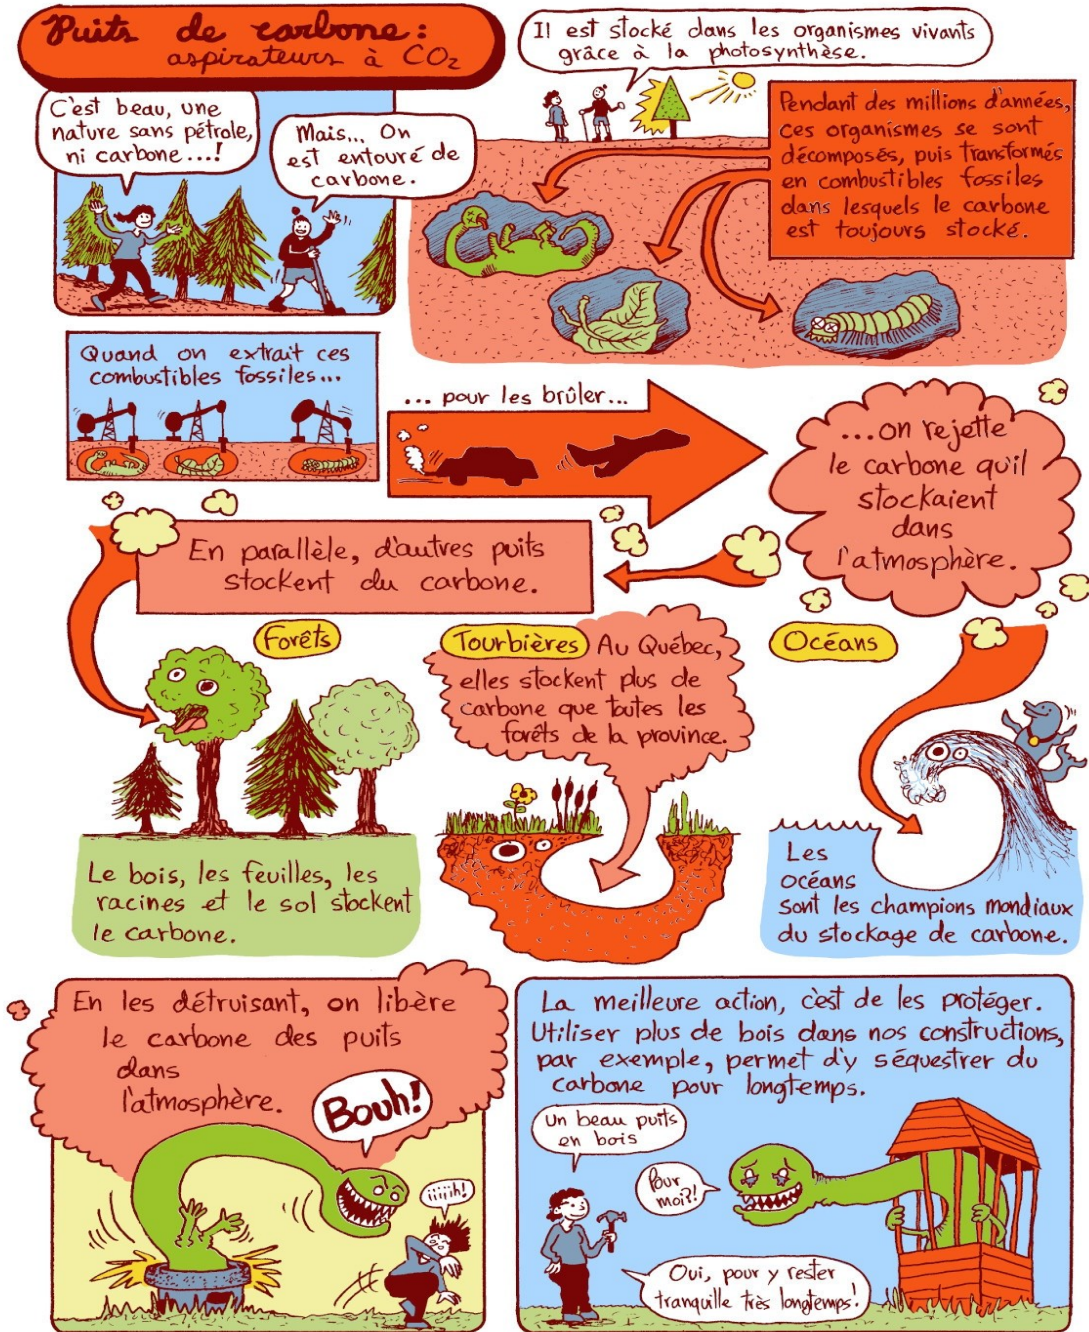 Puits de carbone:
aspirateurs à CO₂
C'est beau, une
nature sans pétrole,
ni carbone...!
Mais... On
est entouré de
carbone.
Il est stocké dans les organismes vivants
grâce à la photosynthèse.
Pendant des millions d'années,
ces organismes se sont
décomposés, puis transformés
en combustibles fossiles
dans lesquels le carbone
est toujours stocké.
Quand on extrait ces
combustibles fossiles...
... pour les brûler...
...on rejette
le carbone qu'il
stockaient
dans
l'atmosphère.
En parallèle, d'autres puits
stockent du carbone.
Forêts
Le bois, les feuilles, les
racines et le sol stockent
le carbone.
Tourbières Au Québec,
elles stockent plus de
carbone que toutes les
forêts de la province.
Océans
Les
océans
sont les champions mondiaux
du stockage de carbone.
En les détruisant, on libère
le carbone des puits
dans
l'atmosphère.
Bouh!
iiiiih!
La meilleure action, c'est de les protéger.
Utiliser plus de bois dans nos constructions,
par exemple, permet d'y séquestrer du
carbone pour longtemps.
Un beau puits
en bois
Pour
moi?!
Oui, pour y rester
tranquille très longtemps!